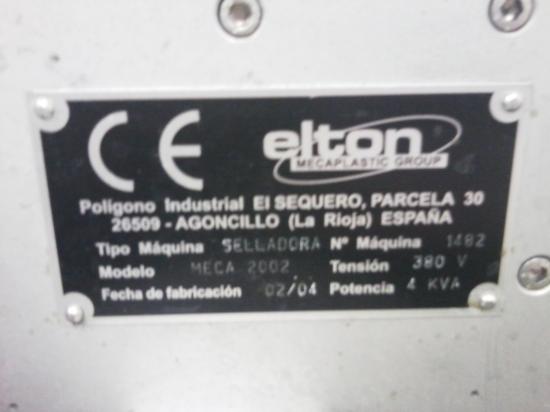 CE
elton
MECAPLASTIC GROUP
Poligono Industrial El SEQUERO, PARCELA 30
26509 - AGONCILLO (La Rioja) ESPAÑA
Tipo Máquina SELLADORA Nº Máquina 1482
Modelo MECA 2002 Tensión 380 V
Fecha de fabricación 02/04 Potencia 4 KVA